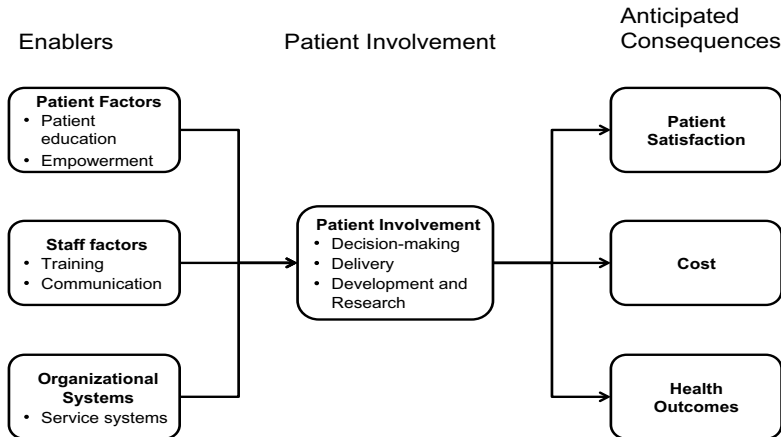 Enablers
Patient Involvement
Anticipated
Consequences
Patient Factors
• Patient
education
• Empowerment
Staff factors
• Training
• Communication
Organizational
Systems
• Service systems
Patient Involvement
• Decision-making
• Delivery
• Development and
Research
Patient
Satisfaction
Cost
Health
Outcomes